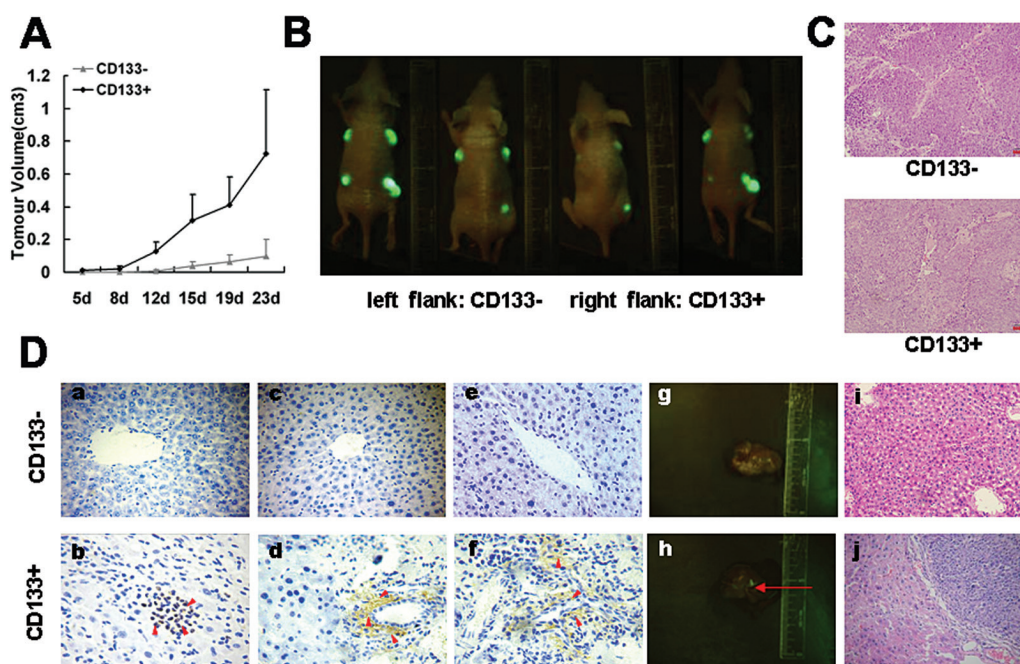 A
CD133-
CD133+
Tomour Volume(cm3)
1.2
1
0.8
0.6
0.4
0.2
0
5d 8d 12d 15d 19d 23d
B
left flank: CD133- right flank: CD133+
C
CD133-
CD133+
D
CD133-
a c e g i
CD133+
b d f h j